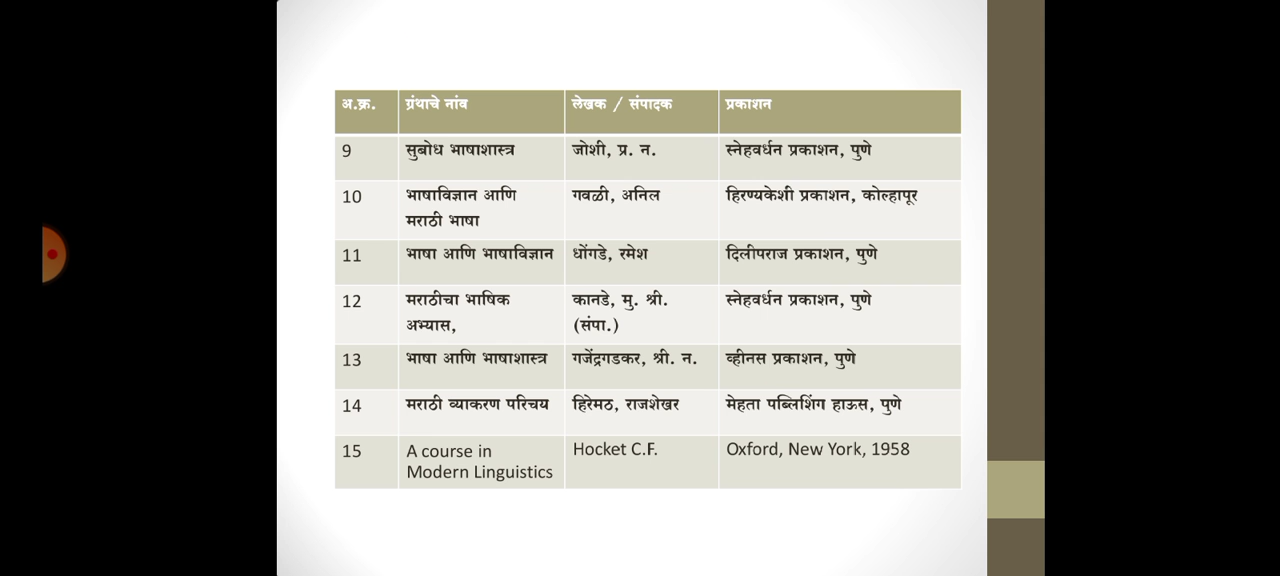 अ.क्र. ग्रंथाचे नांव लेखक / संपादक प्रकाशन
9 सुबोध भाषाशास्त्र जोशी, प्र. न. स्नेहवर्धन प्रकाशन, पुणे
10 भाषाविज्ञान आणि गवळी, अनिल हिरण्यकेशी प्रकाशन, कोल्हापूर
मराठी भाषा
11 भाषा आणि भाषाविज्ञान धोंगडे, रमेश दिलीपराज प्रकाशन, पुणे
12 मराठीचा भाषिक कानडे, मु. श्री. स्नेहवर्धन प्रकाशन, पुणे
अभ्यास, (संपा.)
13 भाषा आणि भाषाशास्त्र गजेंद्रगडकर, श्री. न. व्हीनस प्रकाशन, पुणे
14 मराठी व्याकरण परिचय हिरेमठ, राजशेखर मेहता पब्लिशिंग हाऊस, पुणे
15 A course in Hocket C.F. Oxford, New York, 1958
Modern Linguistics